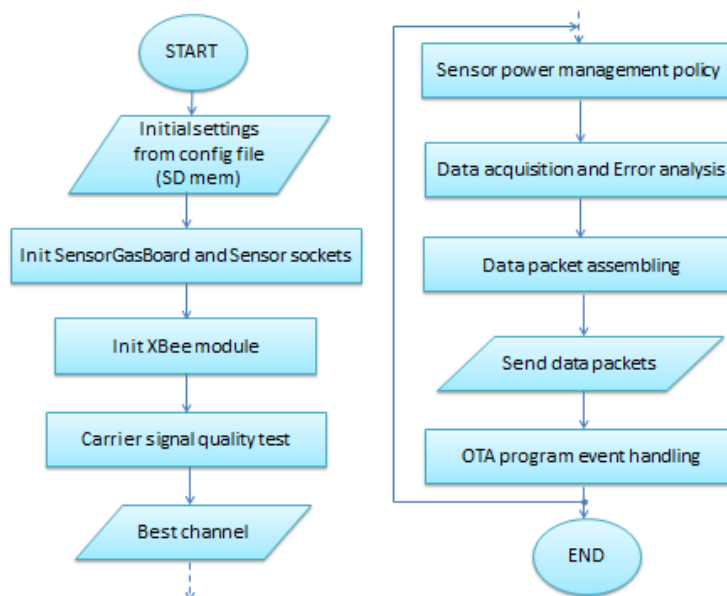 START
Initial settings
from config file
(SD mem)
Init SensorGasBoard and Sensor sockets
Init XBee module
Carrier signal quality test
Best channel
Sensor power management policy
Data acquisition and Error analysis
Data packet assembling
Send data packets
OTA program event handling
END